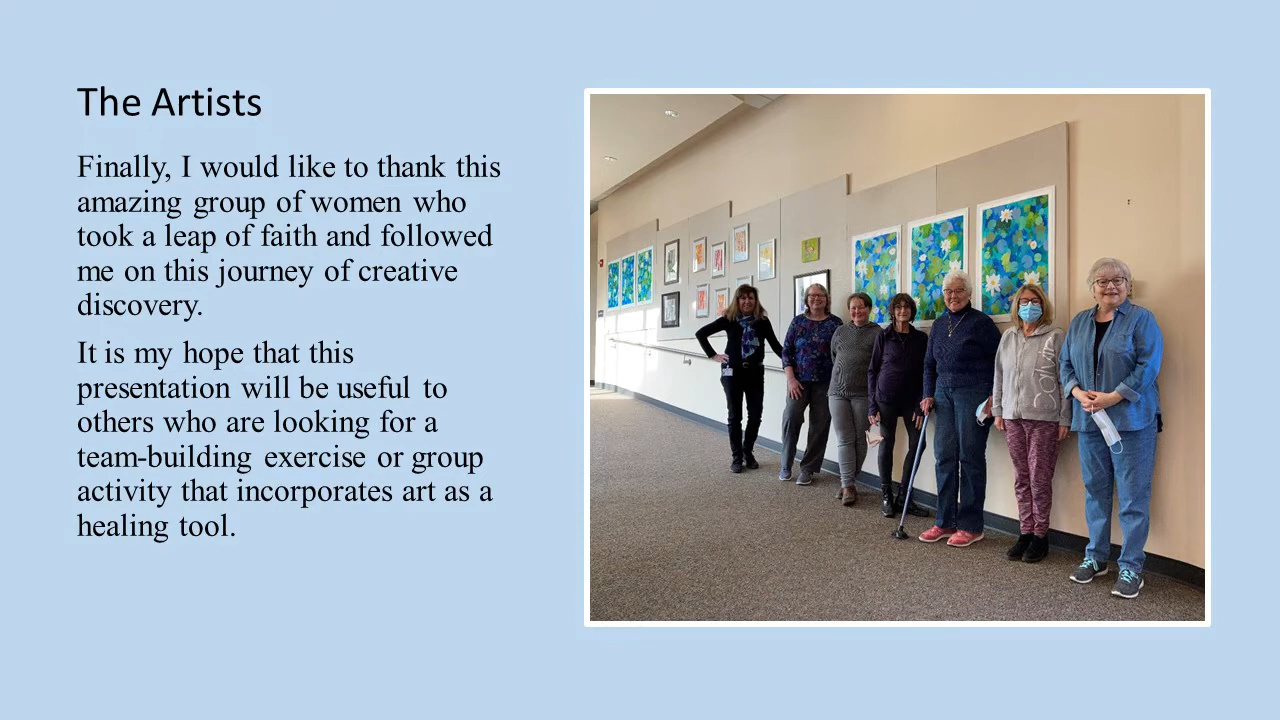 The Artists
Finally, I would like to thank this
amazing group of women who
took a leap of faith and followed
me on this journey of creative
discovery.
It is my hope that this
presentation will be useful to
others who are looking for a
team-building exercise or group
activity that incorporates art as a
healing tool.